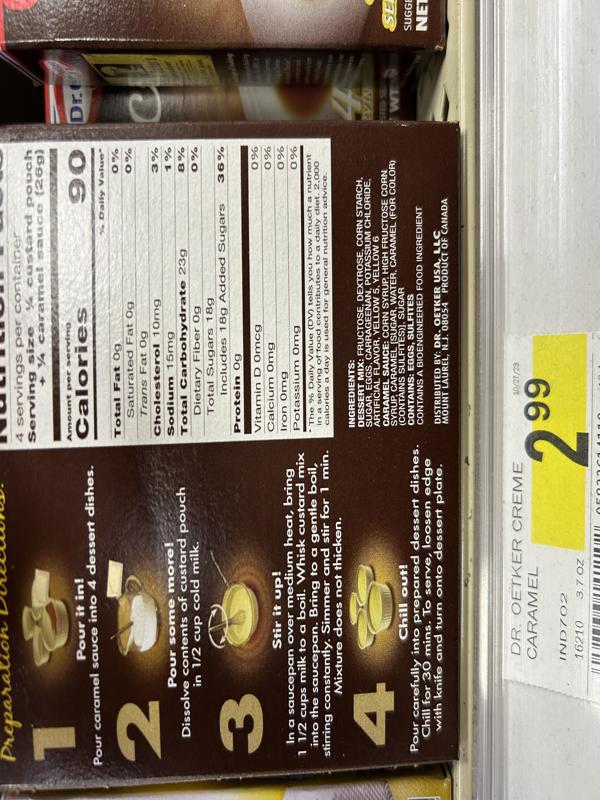 Preparation Directions:
1
Pour it in!
Pour caramel sauce into 4 dessert dishes.
2
Pour some more!
Dissolve contents of custard pouch
in 1/2 cup cold milk.
3
Stir it up!
In a saucepan over medium heat, bring
1 1/2 cups milk to a boil. Whisk custard mix
into the saucepan. Bring to a gentle boil,
stirring constantly. Simmer and stir for 1 min.
Mixture does not thicken.
4
Chill out!
Pour carefully into prepared dessert dishes.
Chill for 30 mins. To serve, loosen edge
with knife and turn onto dessert plate.
4 servings per container
Serving size ¼ custard pouch
¼ caramel sauce (26g)
Amount per serving
Calories 90
% Daily Value*
Total Fat 0g 0%
Saturated Fat 0g 0%
Trans Fat 0g
Cholesterol 10mg 3%
Sodium 15mg 1%
Total Carbohydrate 23g 8%
Dietary Fiber 0g 0%
Total Sugars 18g
Includes 18g Added Sugars 36%
Protein 0g
Vitamin D 0mcg 0%
Calcium 0mg 0%
Iron 0mg 0%
Potassium 0mg 0%
* The % Daily Value (DV) tells you how much a nutrient
in a serving of food contributes to a daily diet. 2,000
calories a day is used for general nutrition advice.
INGREDIENTS:
DESSERT MIX: FRUCTOSE, DEXTROSE, CORN STARCH,
SUGAR, EGGS, CARRAGEENAN, POTASSIUM CHLORIDE,
ARTIFICIAL FLAVOR, YELLOW 5, YELLOW 6
CARAMEL SAUCE: CORN SYRUP, HIGH FRUCTOSE CORN
SYRUP, CARAMEL (SUGAR, WATER, CARAMEL (FOR COLOR)
(CONTAINS SULFITES)), SUGAR
CONTAINS: EGGS, SULFITES
CONTAINS A BIOENGINEERED FOOD INGREDIENT
DISTRIBUTED BY: DR. OETKER USA, LLC
MOUNT LAUREL, N.J. 08054 PRODUCT OF CANADA
DR. OETKER CREME
CARAMEL
IND702
16210 3.7 OZ
10/21/23
2.99
Dr.
4
NET